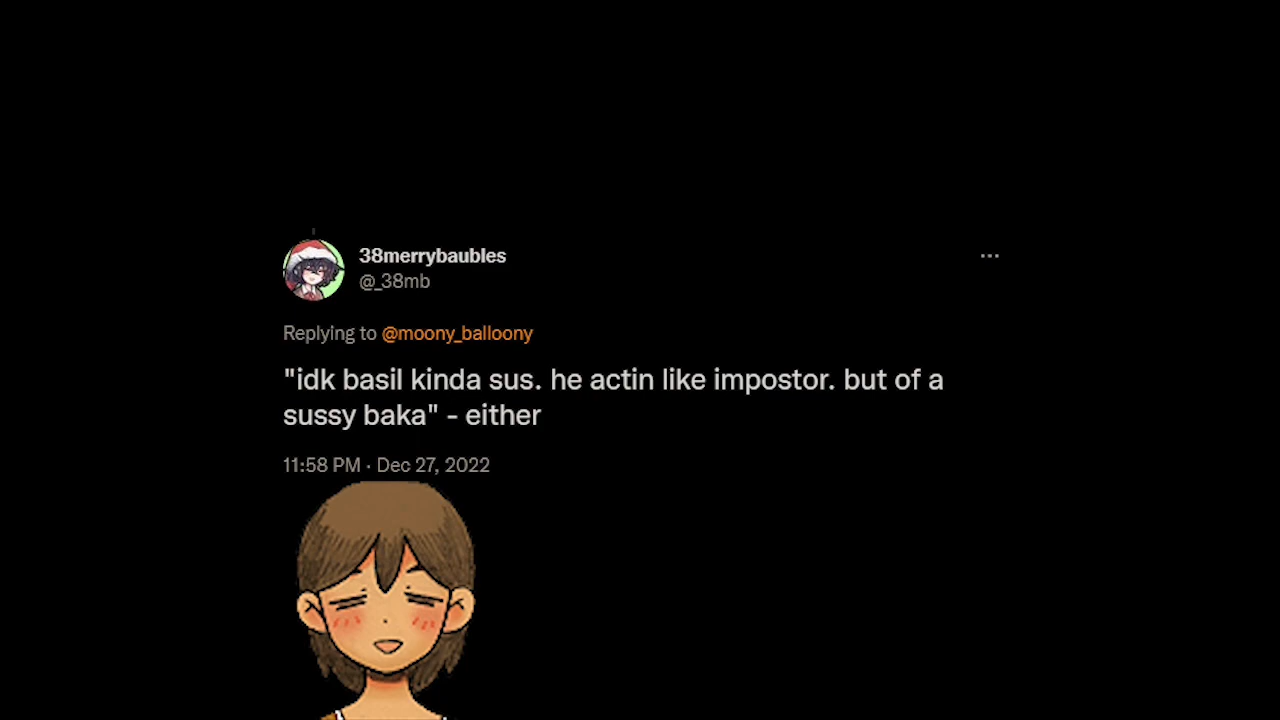 38merrybaubles
@_38mb
Replying to @moony_balloony
"idk basil kinda sus. he actin like impostor. but of a
sussy baka" - either
11:58 PM · Dec 27, 2022